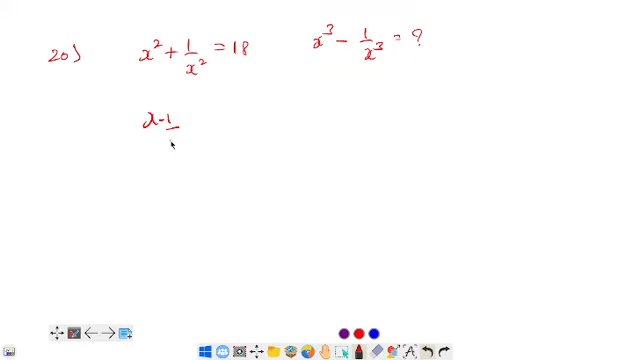 20) x² + 1/x² = 18    x³ - 1/x³ = ?
x - 1/